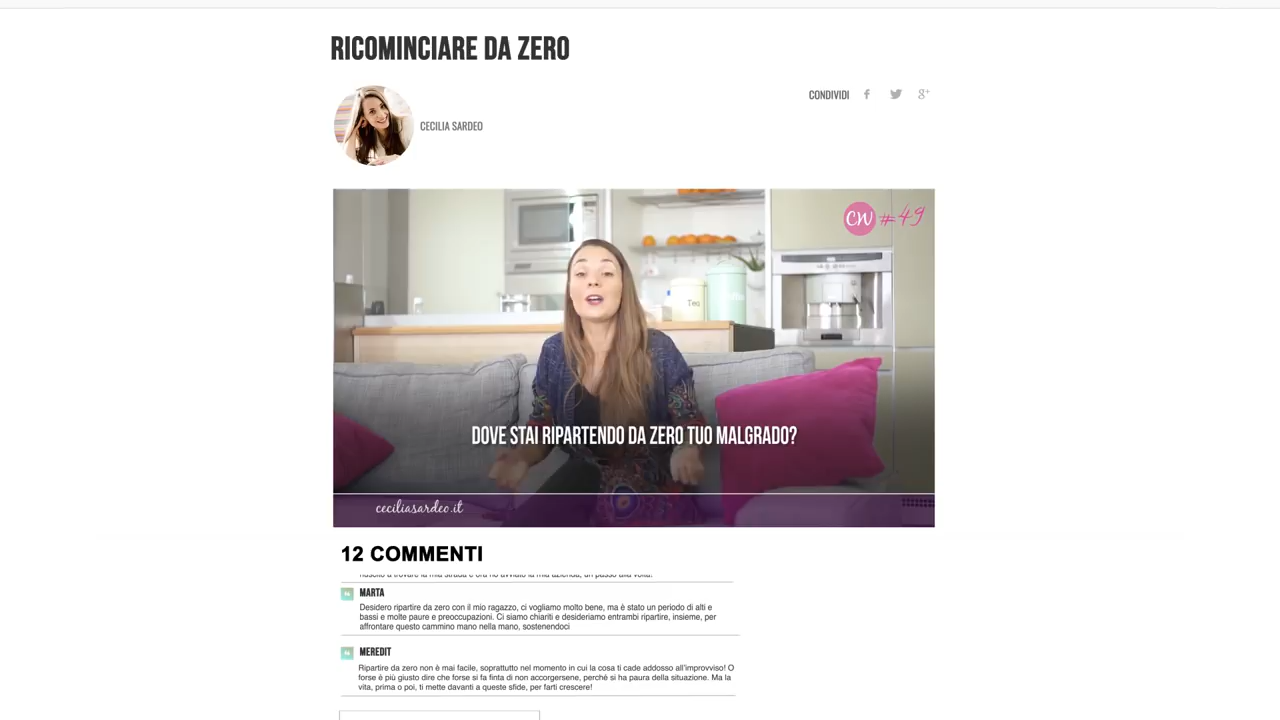 RICOMINCIARE DA ZERO
CONDIVIDI
CECILIA SARDEO
CW #49
Tea
DOVE STAI RIPARTENDO DA ZERO TUO MALGRADO?
ceciliasardeo.it
12 COMMENTI
MARTA
Desidero ripartire da zero con il mio ragazzo, ci vogliamo molto bene, ma è stato un periodo di alti e
bassi e molte paure e preoccupazioni. Ci siamo chiariti e desideriamo entrambi ripartire, insieme, per
affrontare questo cammino mano nella mano, sostenendoci
MEREDIT
Ripartire da zero non è mai facile, soprattutto nel momento in cui la cosa ti cade addosso all'improvviso! O
forse è più giusto dire che forse si fa finta di non accorgersene, perchè si ha paura della situazione. Ma la
vita, prima o poi, ti mette davanti a queste sfide, per farti crescere!